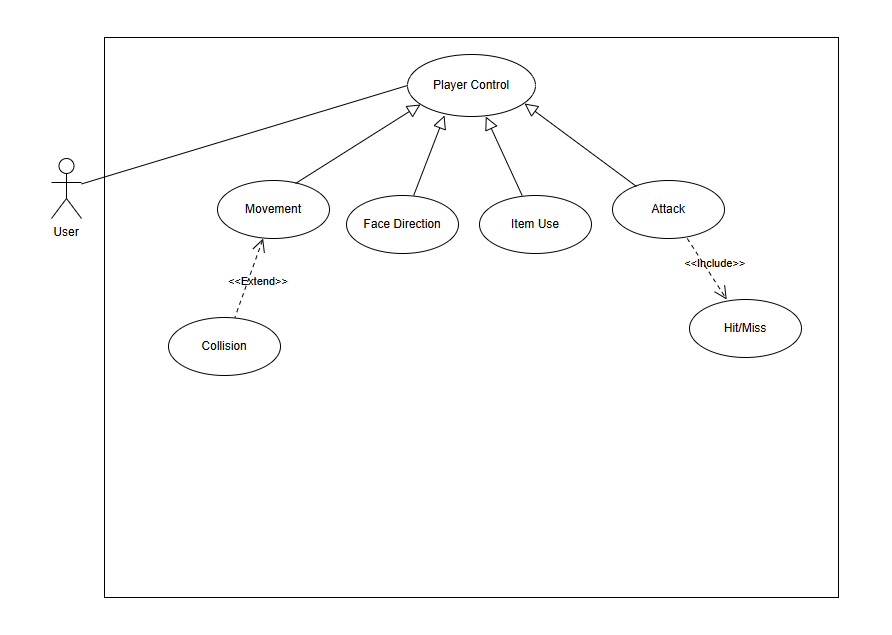 Player Control
User
Movement
Face Direction
Item Use
Attack
<<Extend>>
<<Include>>
Collision
Hit/Miss